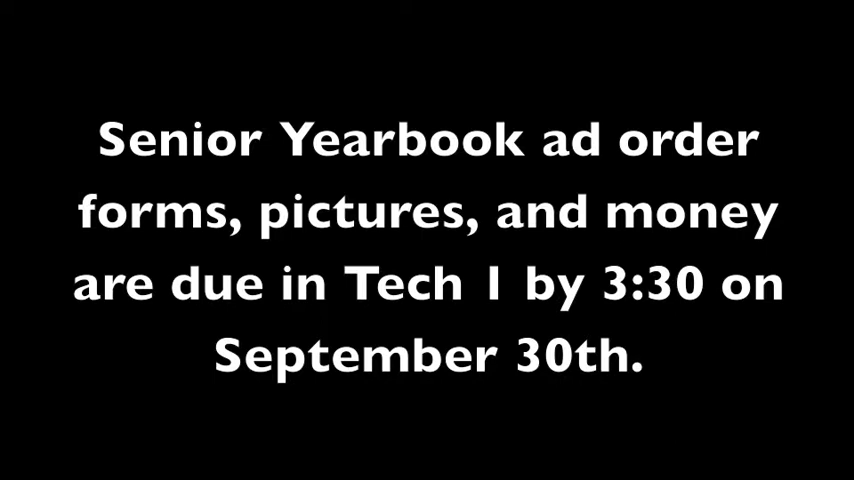 Senior Yearbook ad order
forms, pictures, and money
are due in Tech 1 by 3:30 on
September 30th.